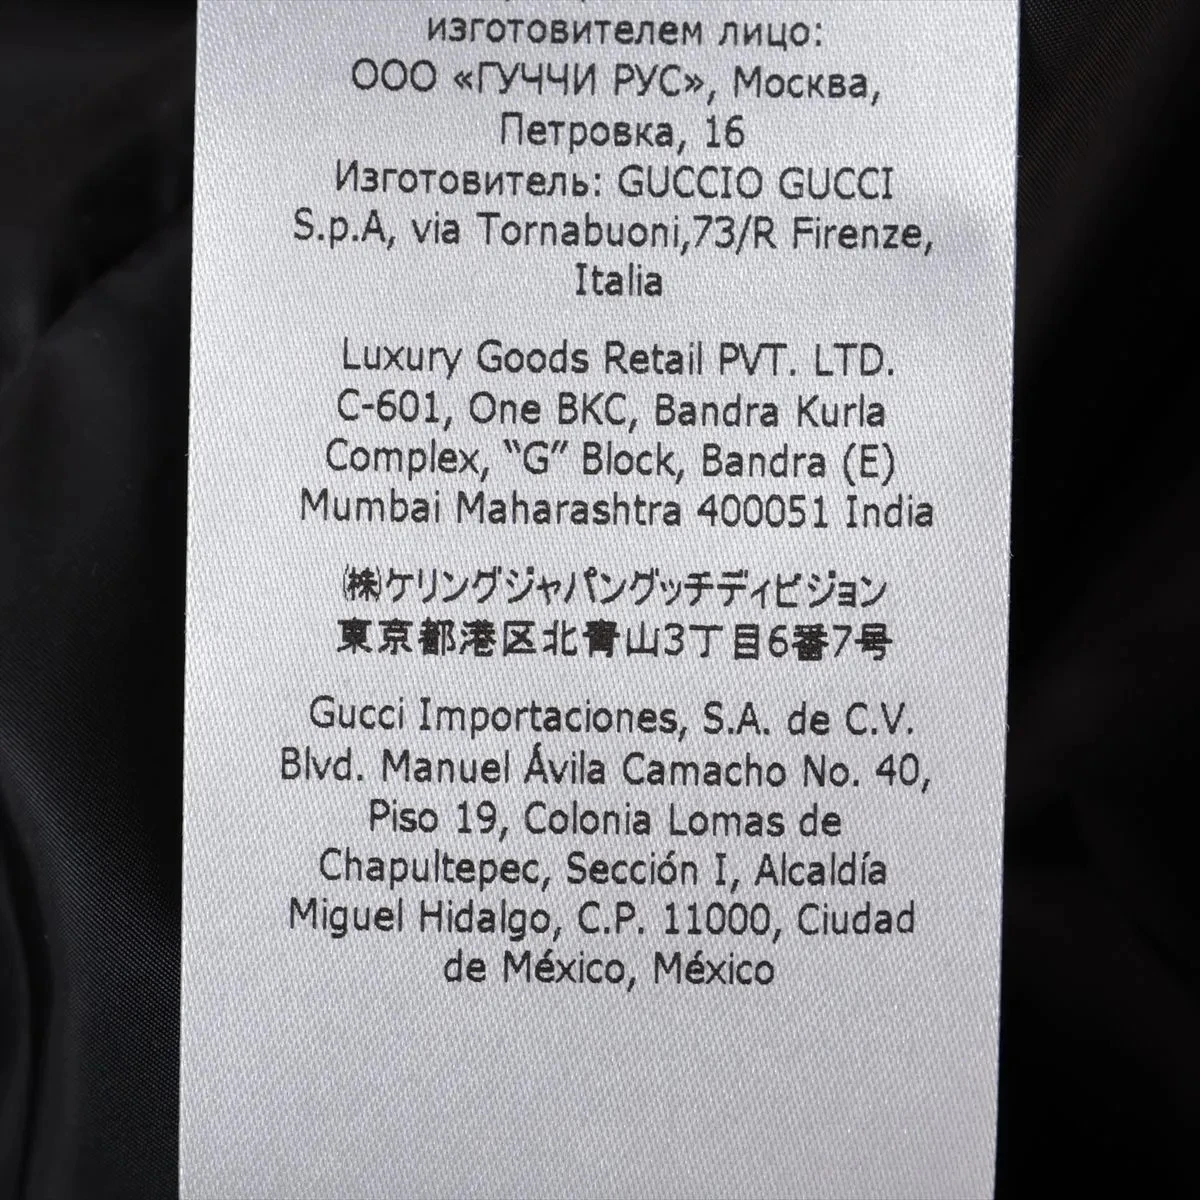 изготовителем лицо:
ООО «ГУЧЧИ РУС», Москва,
Петровка, 16
Изготовитель: GUCCIO GUCCI
S.p.A, via Tornabuoni,73/R Firenze,
Italia
Luxury Goods Retail PVT. LTD.
C-601, One BKC, Bandra Kurla
Complex, “G” Block, Bandra (E)
Mumbai Maharashtra 400051 India
㈱ケリングジャパングッチディビジョン
東京都港区北青山3丁目6番7号
Gucci Importaciones, S.A. de C.V.
Blvd. Manuel Ávila Camacho No. 40,
Piso 19, Colonia Lomas de
Chapultepec, Sección I, Alcaldía
Miguel Hidalgo, C.P. 11000, Ciudad
de México, México